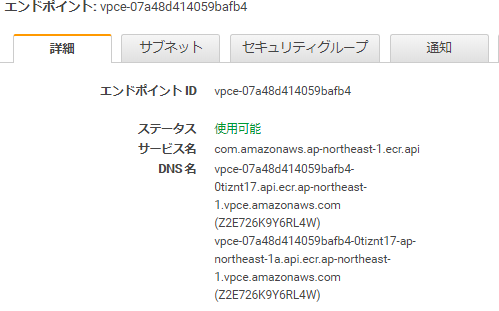 エンドポイント: vpce-07a48d414059bafb4
詳細 サブネット セキュリティグループ 通知
エンドポイント ID vpce-07a48d414059bafb4
ステータス 使用可能
サービス名 com.amazonaws.ap-northeast-1.ecr.api
DNS 名 vpce-07a48d414059bafb4-
0tiznt17.api.ecr.ap-northeast-
1.vpce.amazonaws.com
(Z2E726K9Y6RL4W)
vpce-07a48d414059bafb4-0tiznt17-ap-
northeast-1a.api.ecr.ap-northeast-
1.vpce.amazonaws.com
(Z2E726K9Y6RL4W)